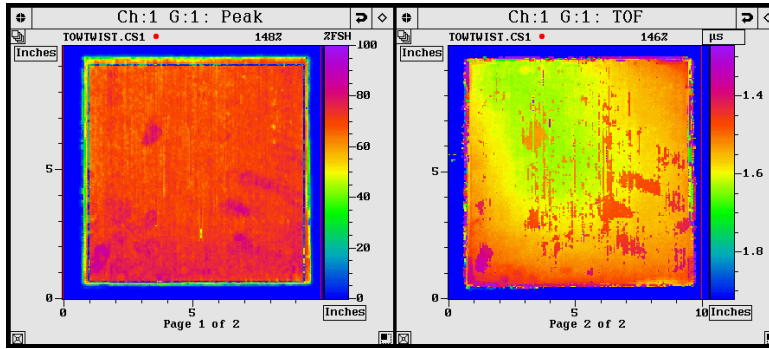 Ch:1 G:1: Peak
TOWTWIST.CS1 148% %FSH
Inches
100
80
60
40
20
0
5
0
0 5
Inches
Page 1 of 2
Ch:1 G:1: TOF
TOWTWIST.CS1 146% µs
Inches
1.4
1.6
1.8
5
0
0 5 10
Inches
Page 2 of 2